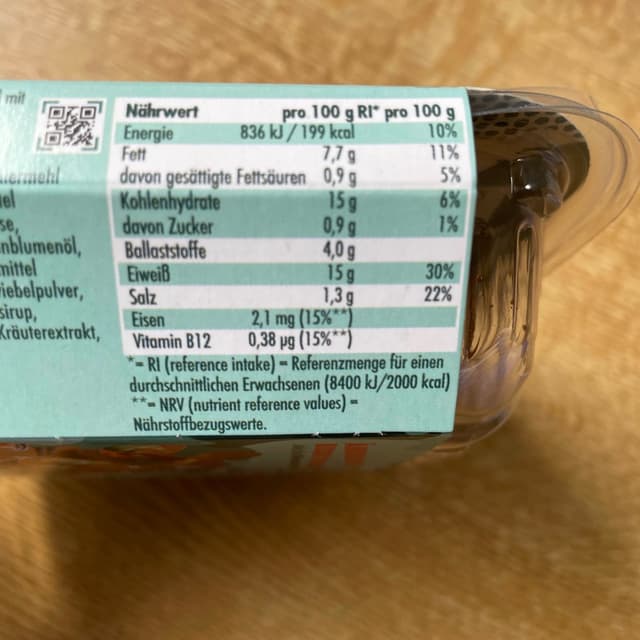 mit
Nährwert pro 100 g RI* pro 100 g
Energie 836 kJ / 199 kcal 10%
Fett 7,7 g 11%
davon gesättigte Fettsäuren 0,9 g 5%
Kohlenhydrate 15 g 6%
davon Zucker 0,9 g 1%
Ballaststoffe 4,0 g
Eiweiß 15 g 30%
Salz 1,3 g 22%
Eisen 2,1 mg (15%**)
Vitamin B12 0,38 µg (15%**)
*= RI (reference intake) = Referenzmenge für einen
durchschnittlichen Erwachsenen (8400 kJ/2000 kcal)
**= NRV (nutrient reference values) =
Nährstoffbezugswerte.
nblumenöl,
mittel
iebelpulver,
sirup,
Kräuterextrakt,